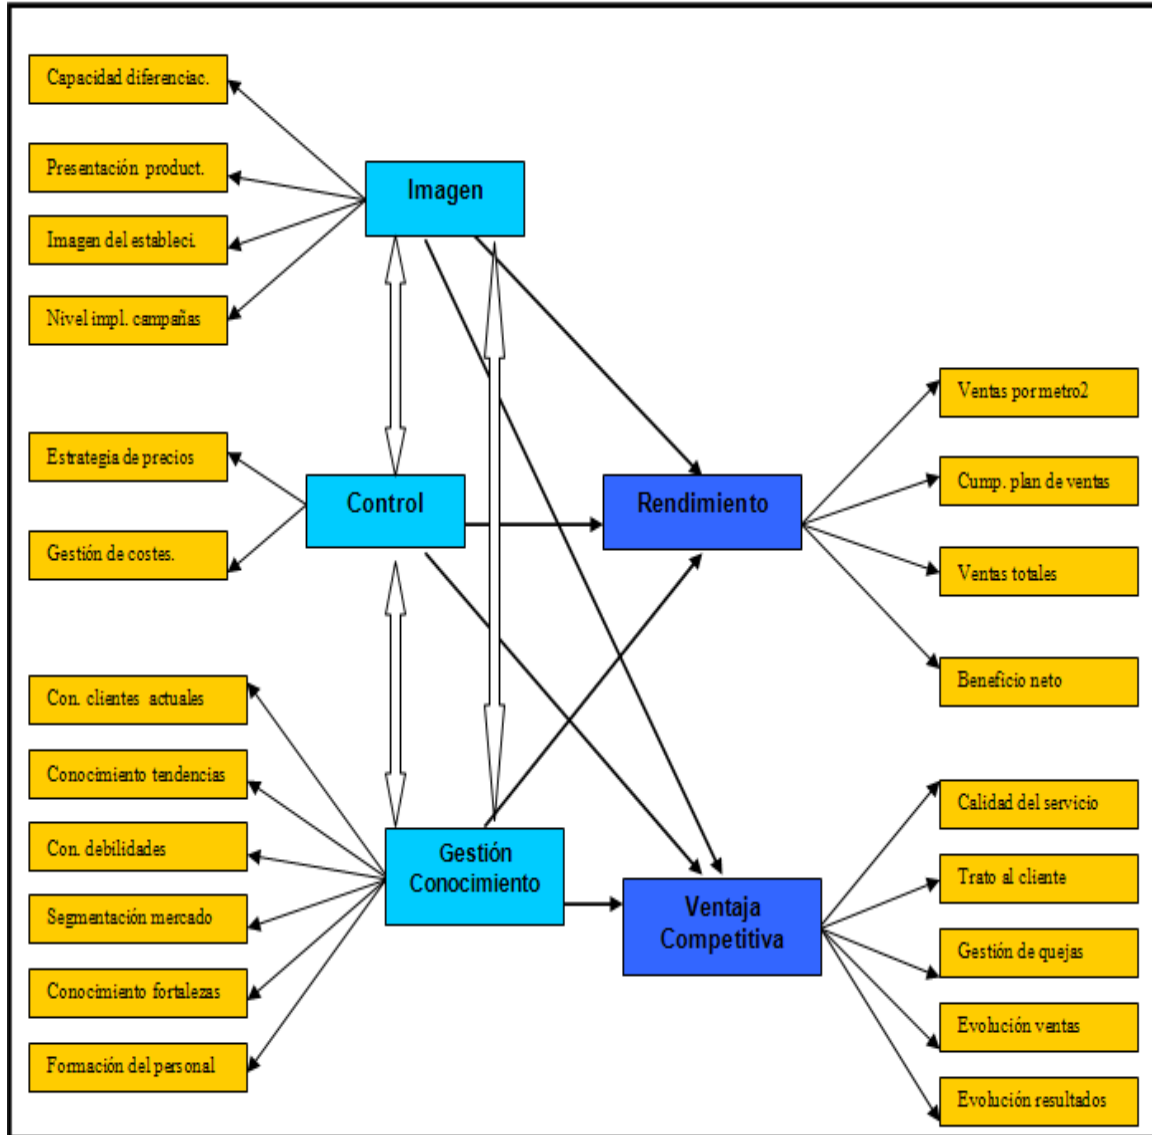 Capacidad diferenciac.
Presentación product.
Imagen del estableci.
Nivel impl. campañas
Imagen
Estrategia de precios
Gestión de costes.
Control
Rendimiento
Ventas por metro2
Cump. plan de ventas
Ventas totales
Beneficio neto
Con. clientes actuales
Conocimiento tendencias
Con. debilidades
Segmentación mercado
Conocimiento fortalezas
Formación del personal
Gestión
Conocimiento
Ventaja
Competitiva
Calidad del servicio
Trato al cliente
Gestión de quejas
Evolución ventas
Evolución resultados